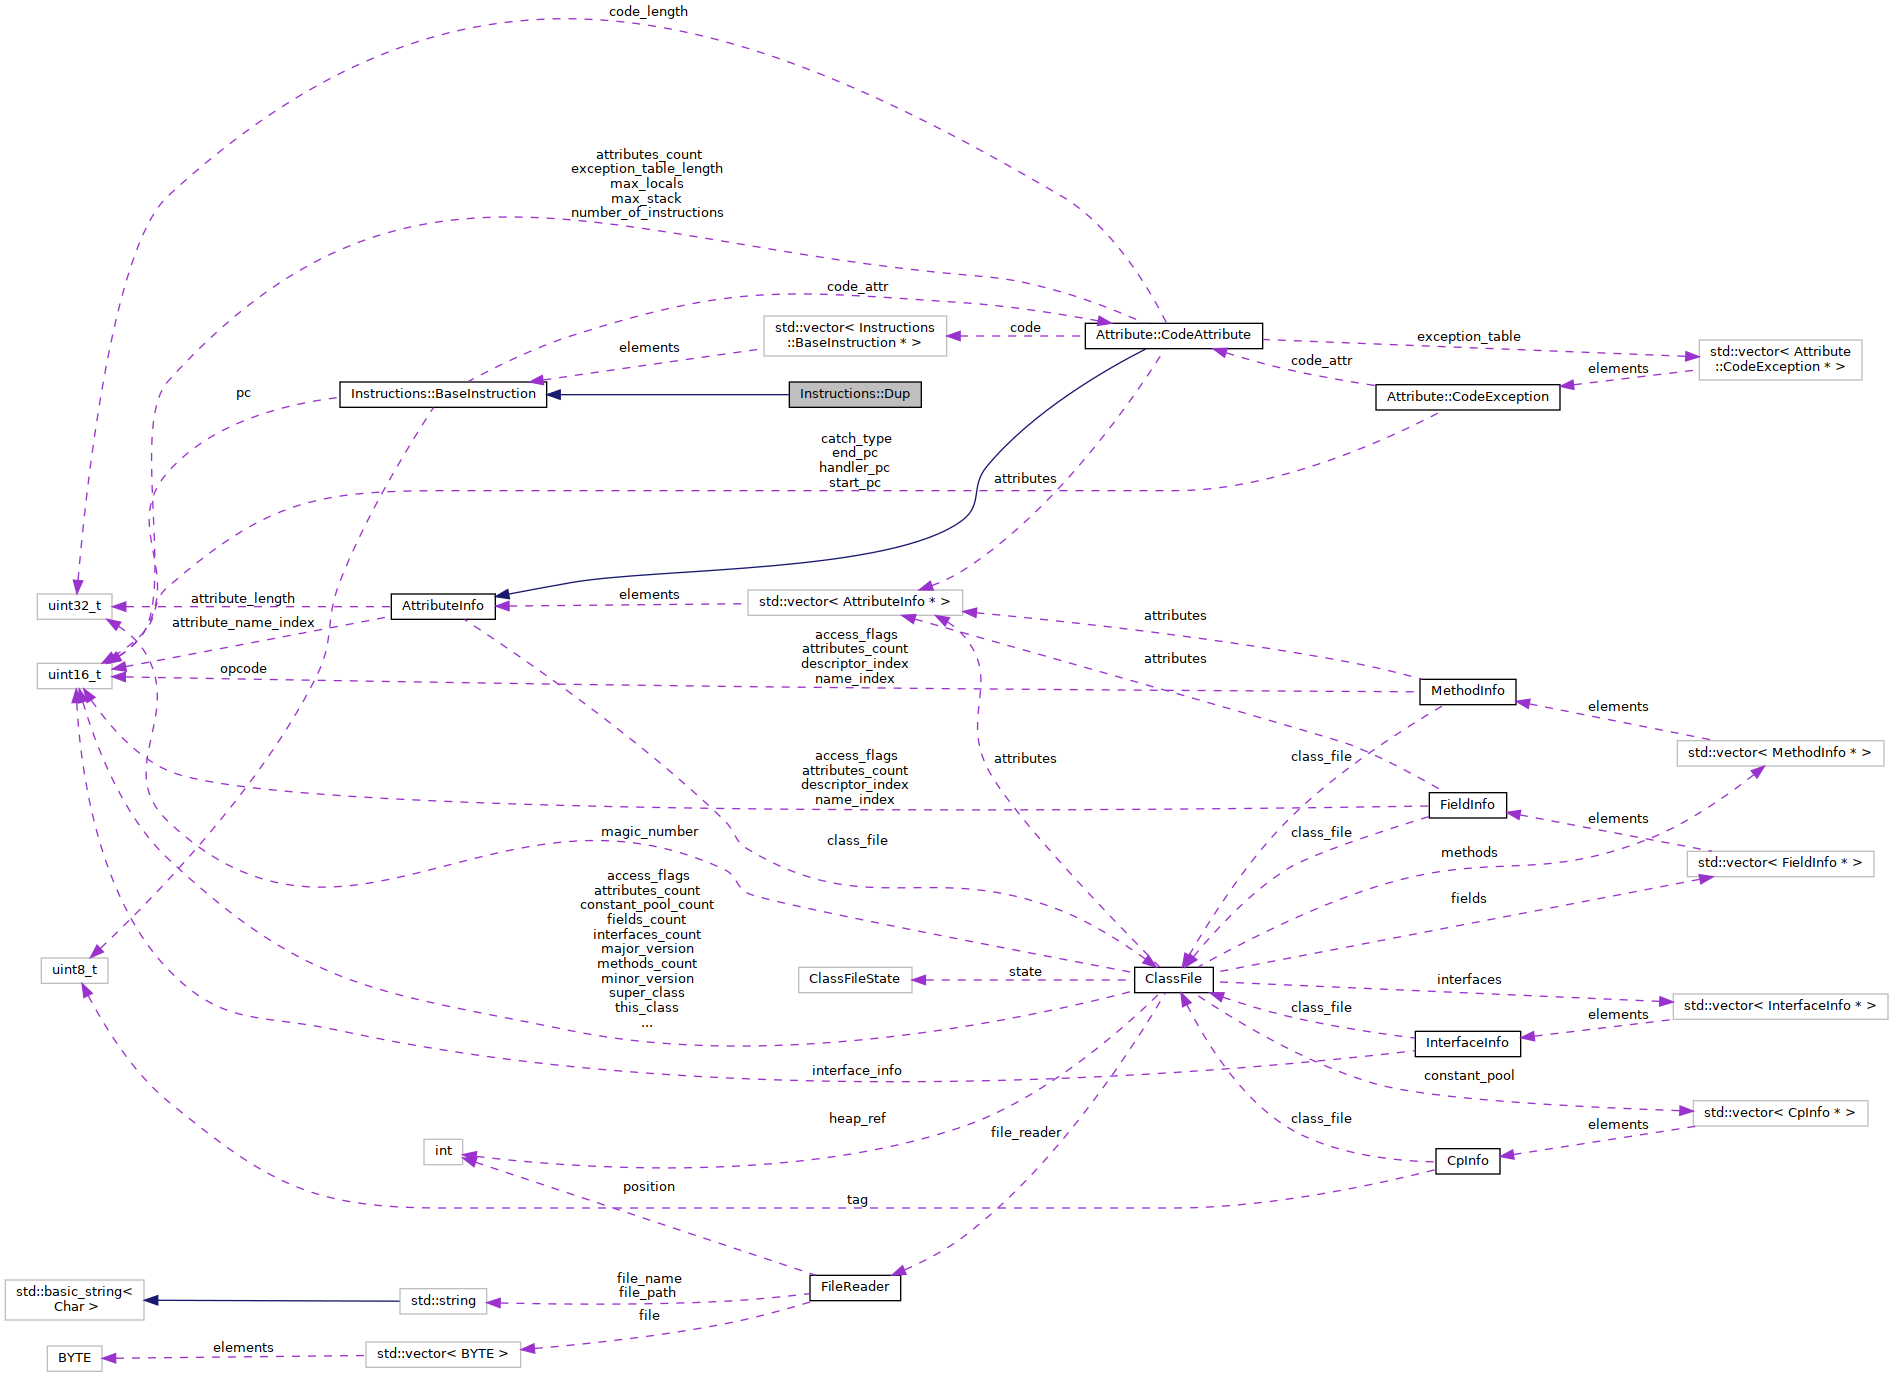 code_length
attributes_count
exception_table_length
max_locals
max_stack
number_of_instructions
code_attr
std::vector< Instructions
::BaseInstruction * >
code
Attribute::CodeAttribute
exception_table
std::vector< Attribute
::CodeException * >
elements
code_attr
elements
pc
Instructions::BaseInstruction
Instructions::Dup
Attribute::CodeException
catch_type
end_pc
handler_pc
start_pc
attributes
uint32_t
attribute_length
AttributeInfo
elements
std::vector< AttributeInfo * >
attribute_name_index
attributes
access_flags
attributes_count
descriptor_index
name_index
attributes
uint16_t
opcode
MethodInfo
elements
std::vector< MethodInfo * >
class_file
access_flags
attributes_count
descriptor_index
name_index
attributes
FieldInfo
elements
class_file
magic_number
class_file
methods
std::vector< FieldInfo * >
access_flags
attributes_count
constant_pool_count
fields_count
interfaces_count
major_version
methods_count
minor_version
super_class
this_class
...
fields
uint8_t
ClassFileState
state
ClassFile
interfaces
std::vector< InterfaceInfo * >
class_file
elements
InterfaceInfo
interface_info
constant_pool
std::vector< CpInfo * >
heap_ref
file_reader
class_file
elements
int
CpInfo
position
tag
file_name
file_path
FileReader
std::basic_string<
Char >
std::string
file
elements
BYTE
std::vector< BYTE >